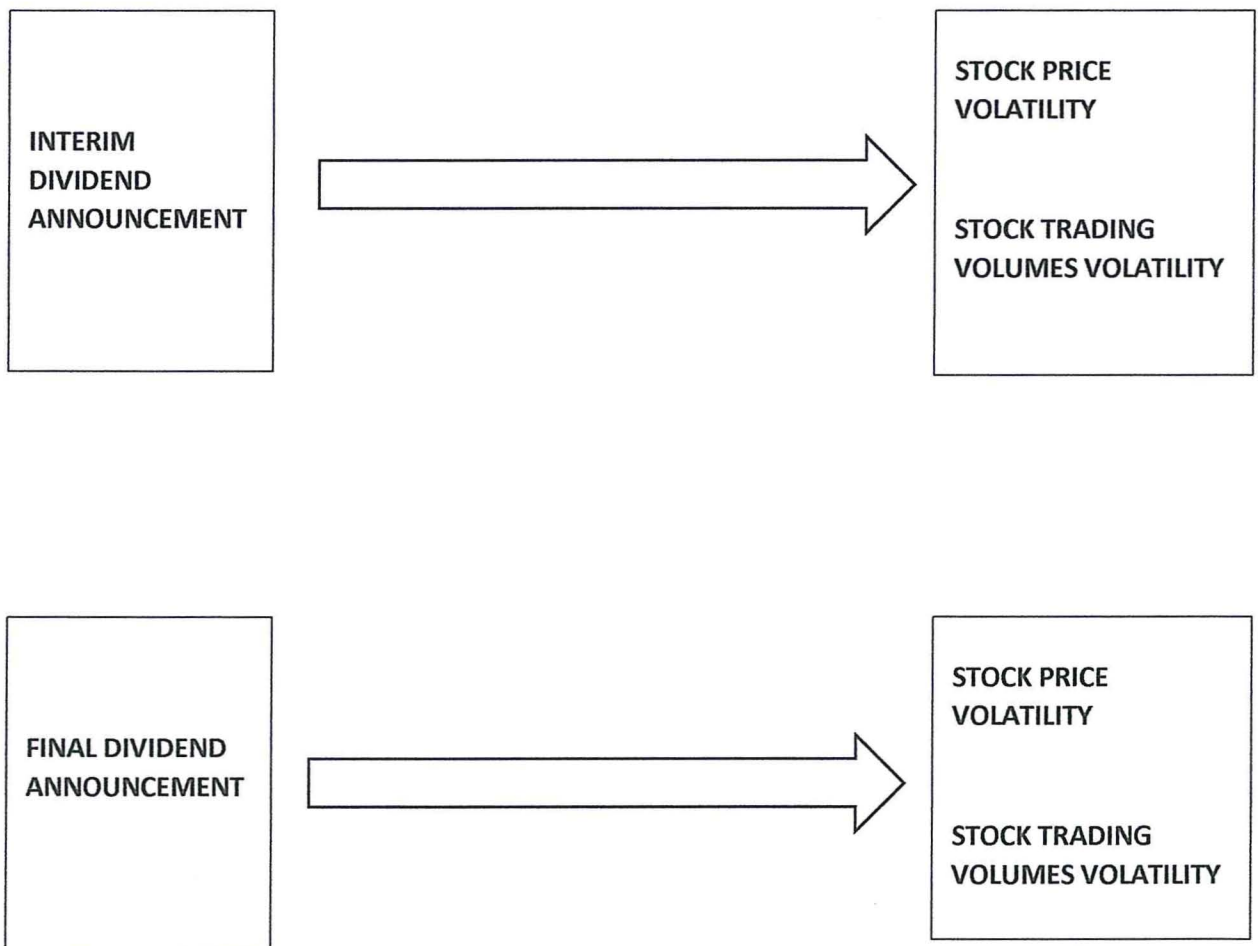 INTERIM
DIVIDEND
ANNOUNCEMENT
STOCK PRICE
VOLATILITY
STOCK TRADING
VOLUMES VOLATILITY
FINAL DIVIDEND
ANNOUNCEMENT
STOCK PRICE
VOLATILITY
STOCK TRADING
VOLUMES VOLATILITY